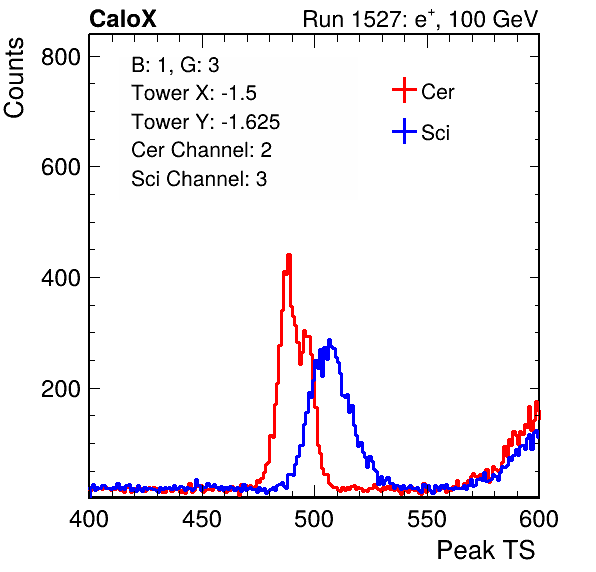 CaloX Run 1527: e+, 100 GeV
Counts
B: 1, G: 3
Tower X: -1.5
Tower Y: -1.625
Cer Channel: 2
Sci Channel: 3
Cer
Sci
800
600
400
200
400 450 500 550 600
Peak TS